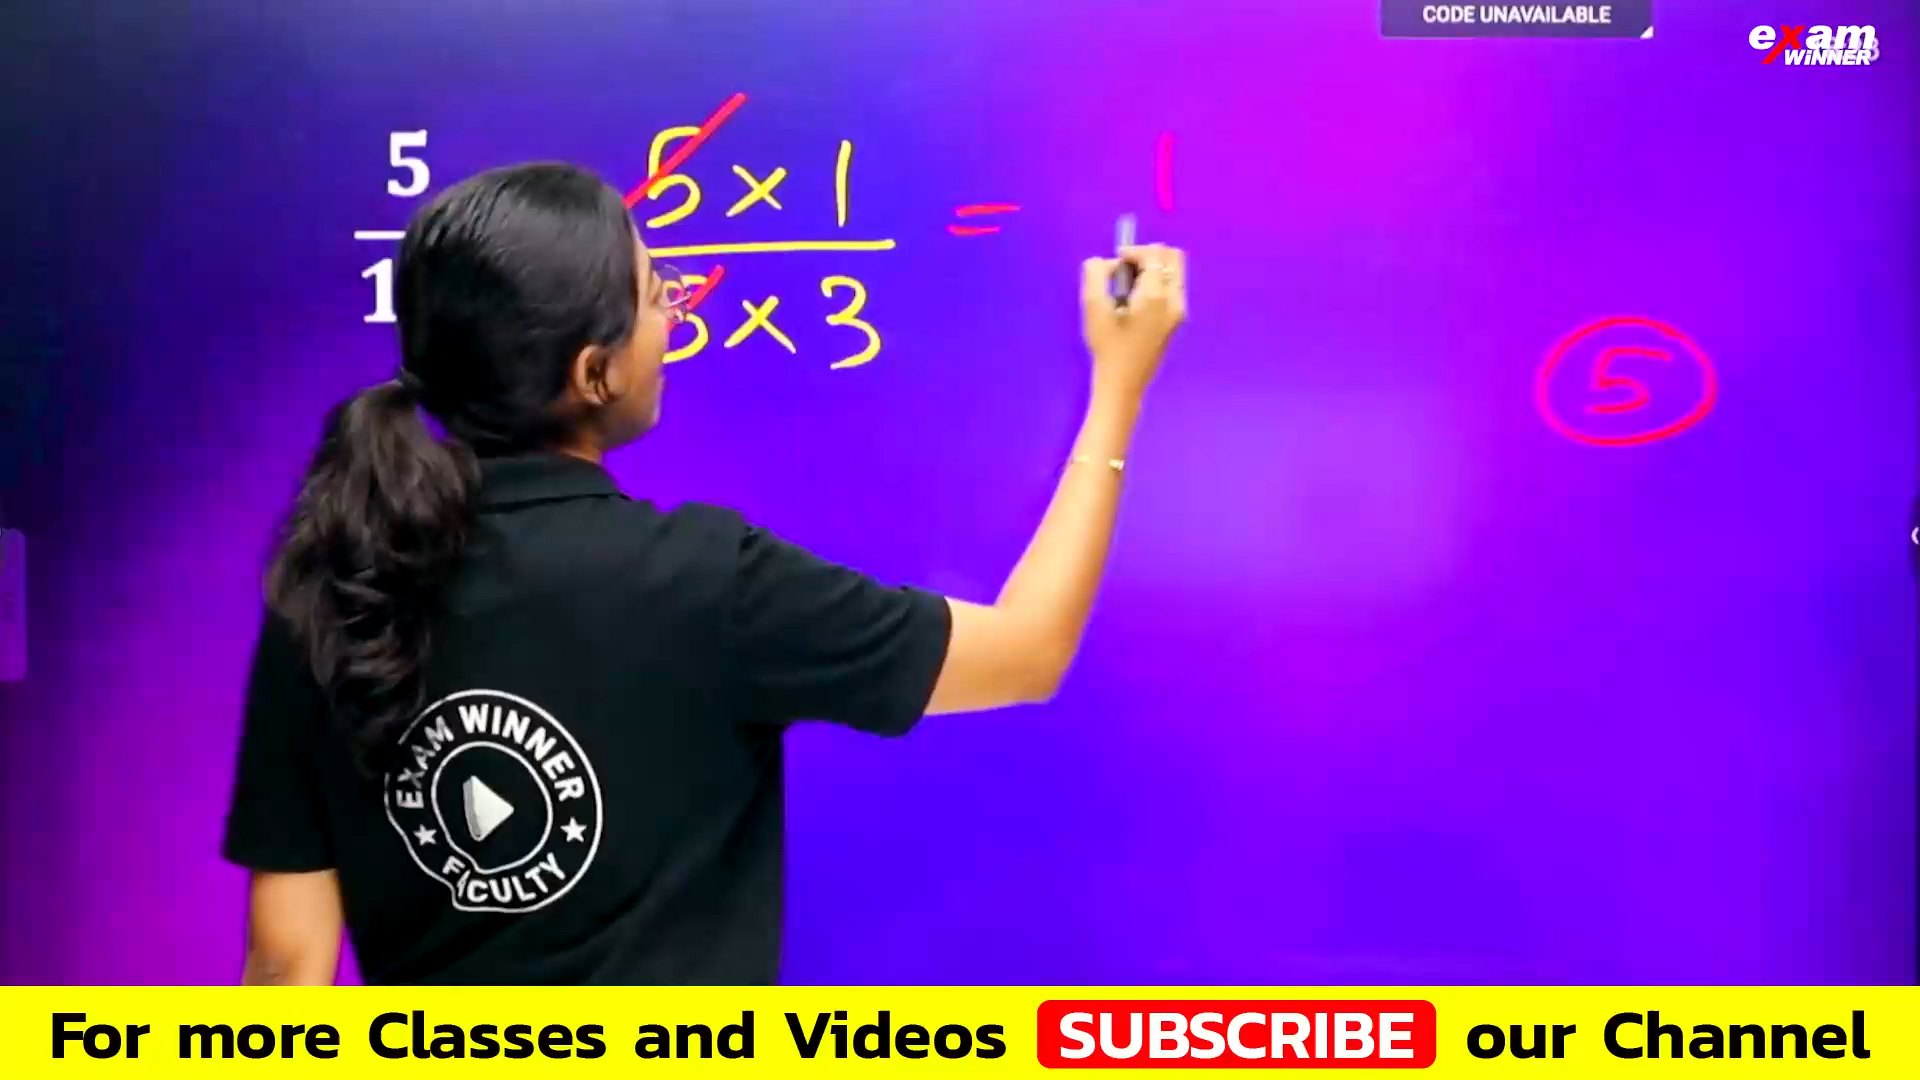 CODE UNAVAILABLE
exam
WiNNER
5
1
5 × 1
5 × 3
=
1
5
EXAM WINNER
★ FACULTY ★
For more Classes and Videos SUBSCRIBE our Channel